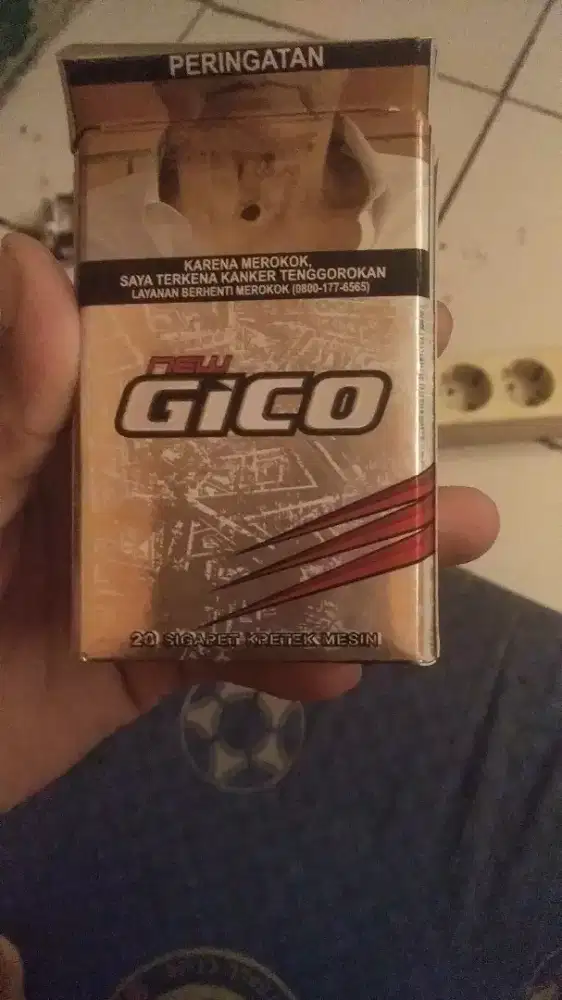 PERINGATAN
KARENA MEROKOK,
SAYA TERKENA KANKER TENGGOROKAN
LAYANAN BERHENTI MEROKOK (0800-177-6565)
new
GiCO
20 SIGARET KRETEK MESIN